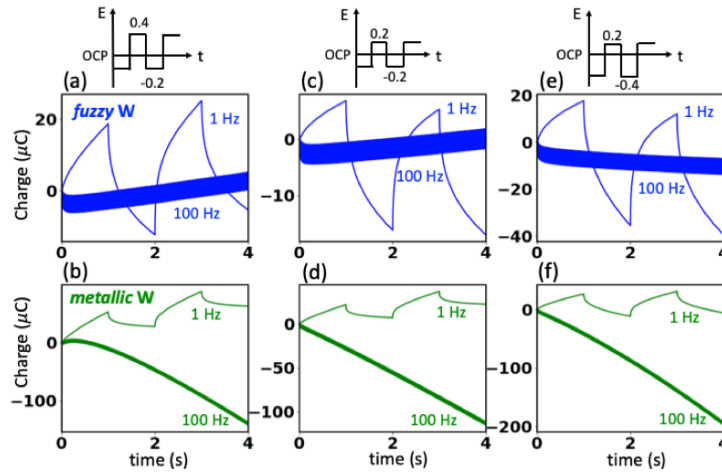 E
0.4
OCP
t
-0.2
E
0.2
OCP
t
-0.2
E
0.2
OCP
t
-0.4
(a)
(c)
(e)
fuzzy W
1 Hz
100 Hz
Charge (μC)
20
0
0 2 4
1 Hz
100 Hz
0
−10
0 2 4
1 Hz
100 Hz
20
0
−20
−40
0 2 4
(b)
(d)
(f)
metallic W
1 Hz
100 Hz
Charge (μC)
0
−100
0 2 4
time (s)
1 Hz
100 Hz
0
−50
−100
0 2 4
time (s)
1 Hz
100 Hz
0
−100
−200
0 2 4
time (s)